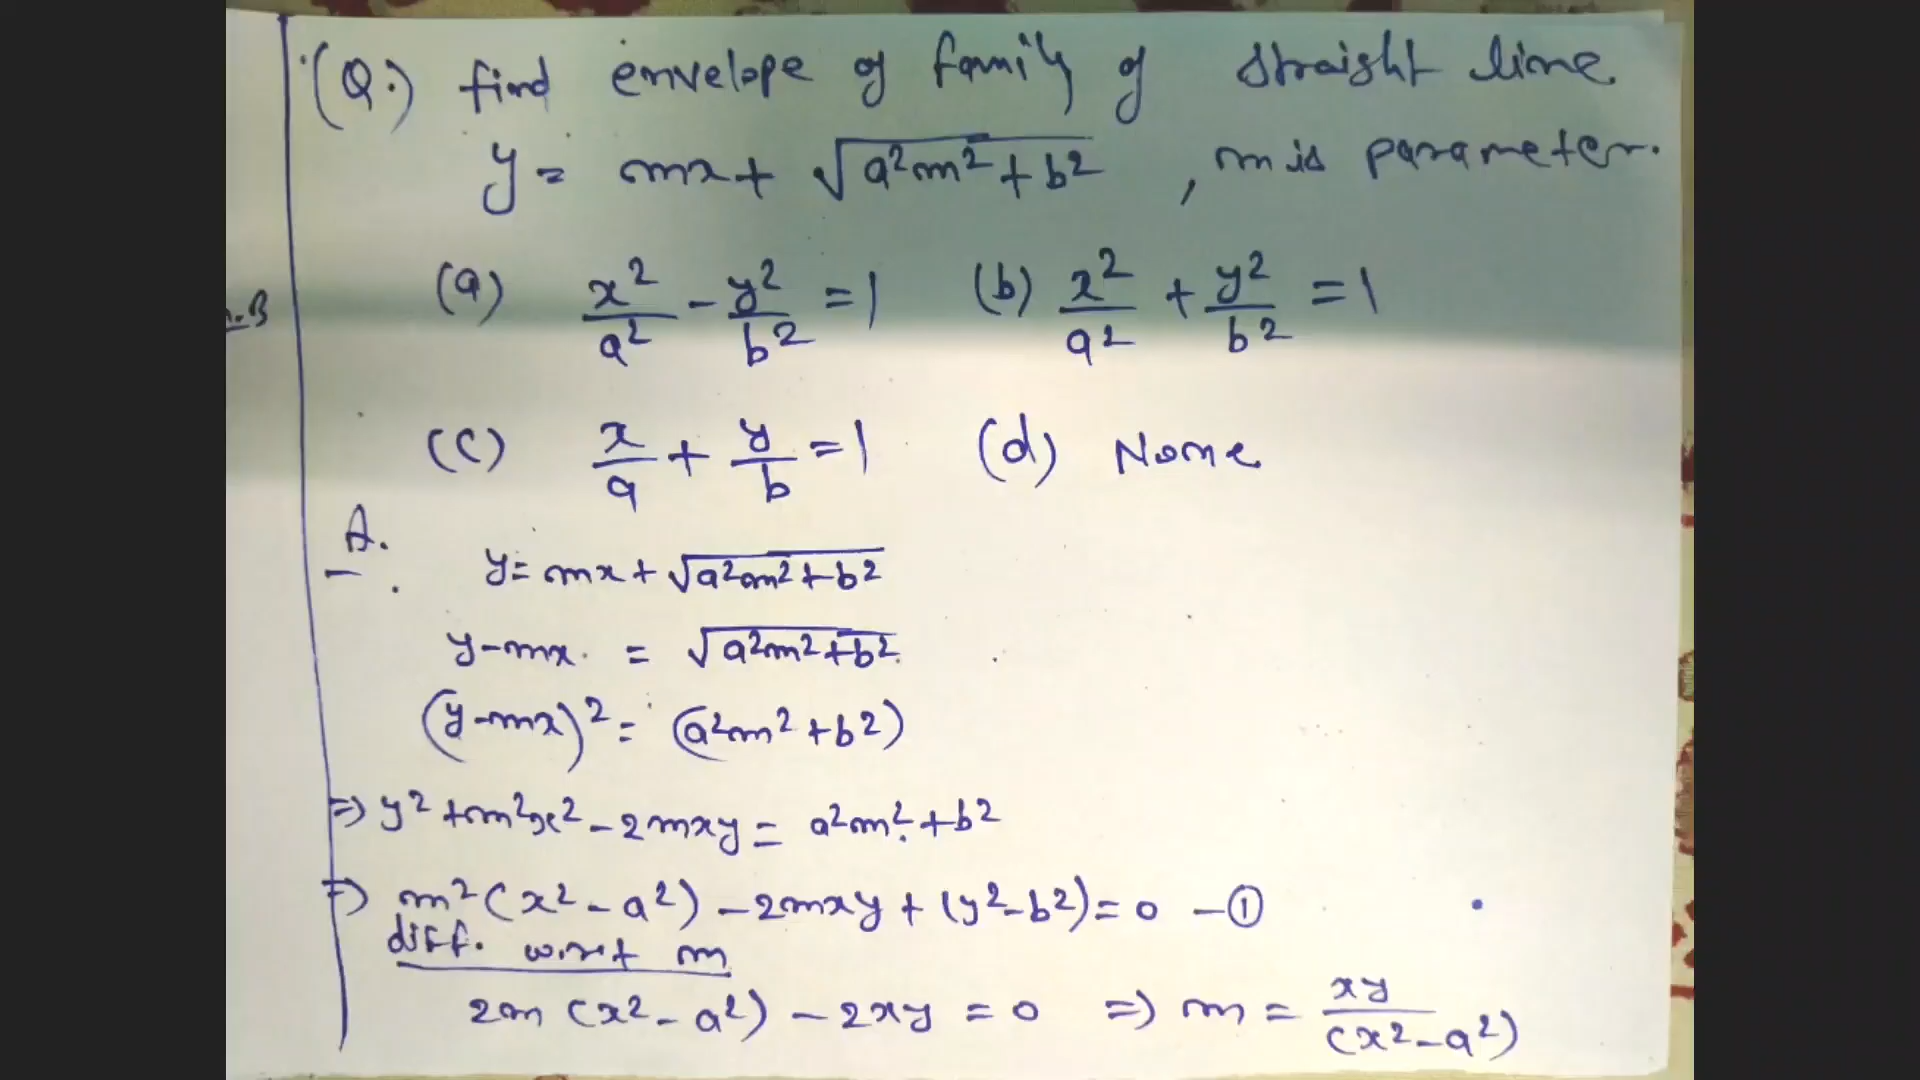 (Q.) find envelope of family of straight line
y = mx + √a²m² + b² , m is parameter.
(a) x²/a² - y²/b² = 1 (b) x²/a² + y²/b² = 1
(c) x/a + y/b = 1 (d) None
A.
y = mx + √a²m² + b²
y - mx = √a²m² + b²
(y - mx)² = (a²m² + b²)
⇒ y² + m²x² - 2mxy = a²m² + b²
⇒ m²(x² - a²) - 2mxy + (y² - b²) = 0 - ①
diff. w.r.t m
2m (x² - a²) - 2xy = 0 ⇒ m = xy/(x² - a²)